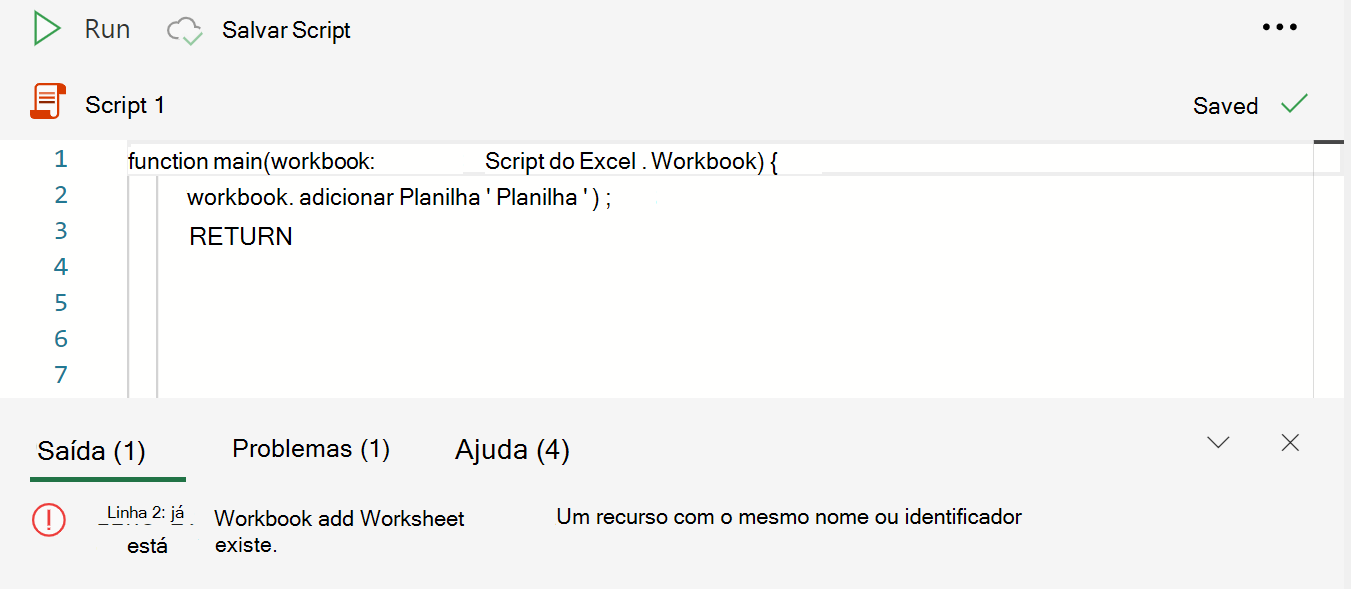 Run Salvar Script •••
Script 1 Saved
1 function main(workbook: Script do Excel . Workbook) {
2 workbook. adicionar Planilha ' Planilha ' ) ;
3 RETURN
4
5
6
7
Saída (1) Problemas (1) Ajuda (4)
Linha 2: já Workbook add Worksheet Um recurso com o mesmo nome ou identificador
está existe.